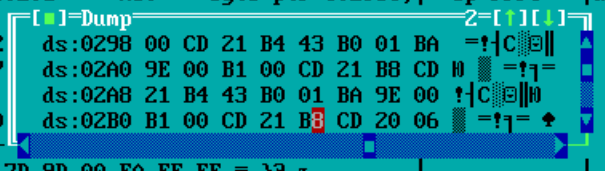 [■]=Dump 2=[↑][↓]
ds:0298 00 CD 21 B4 43 B0 01 BA =!┤C░☺║
ds:02A0 9E 00 B1 00 CD 21 B8 CD Ю ▒ =!╕=
ds:02A8 21 B4 43 B0 01 BA 9E 00 !┤C░☺║Ю
ds:02B0 B1 00 CD 21 B8 CD 20 06 ▒ =!╕= ♠